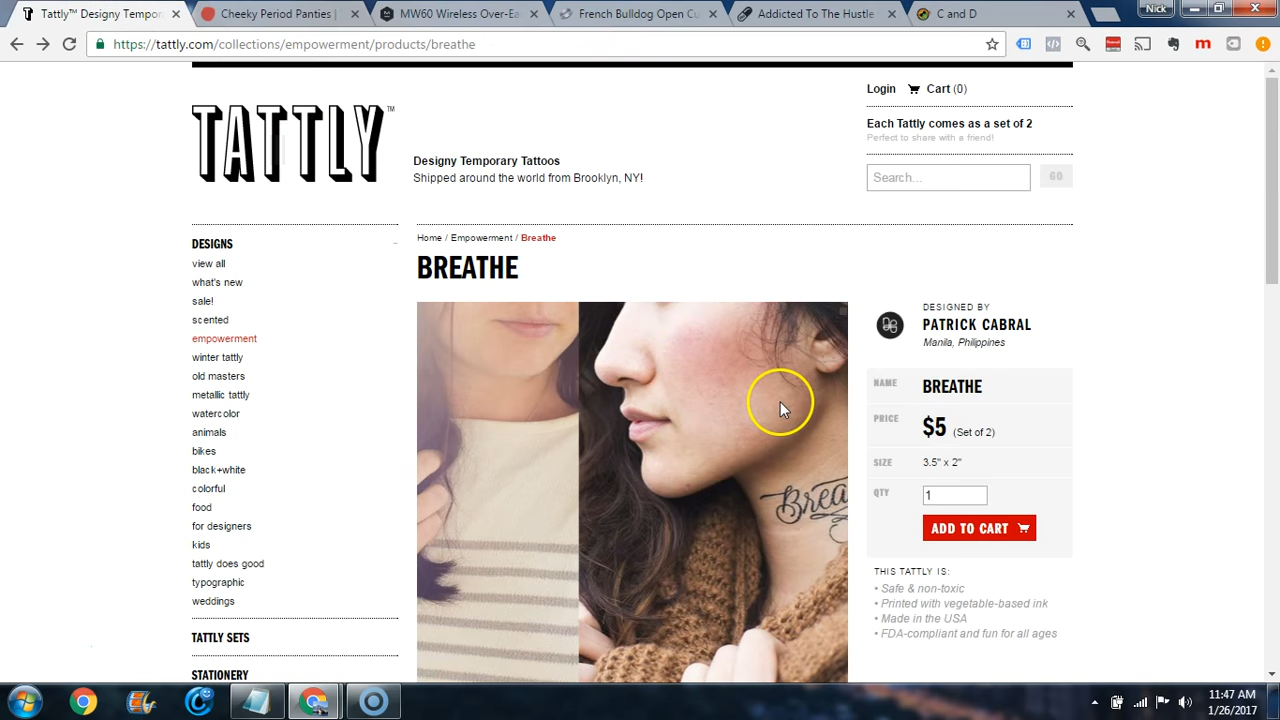 Tattly™ Designy Tempor
Cheeky Period Panties |
MW60 Wireless Over-Ea
French Bulldog Open Cu
Addicted To The Hustle
C and D
Nick
https://tattly.com/collections/empowerment/products/breathe
TATTLY™
Designy Temporary Tattoos
Shipped around the world from Brooklyn, NY!
Login Cart (0)
Each Tattly comes as a set of 2
Perfect to share with a friend!
Search...
GO
DESIGNS
view all
what's new
sale!
scented
empowerment
winter tattly
old masters
metallic tattly
watercolor
animals
bikes
black+white
colorful
food
for designers
kids
tattly does good
typographic
weddings
TATTLY SETS
STATIONERY
Home / Empowerment / Breathe
BREATHE
Brea
DESIGNED BY
PATRICK CABRAL
Manila, Philippines
NAME BREATHE
PRICE $5 (Set of 2)
SIZE 3.5" x 2"
QTY 1
ADD TO CART
THIS TATTLY IS:
• Safe & non-toxic
• Printed with vegetable-based ink
• Made in the USA
• FDA-compliant and fun for all ages
11:47 AM
1/26/2017